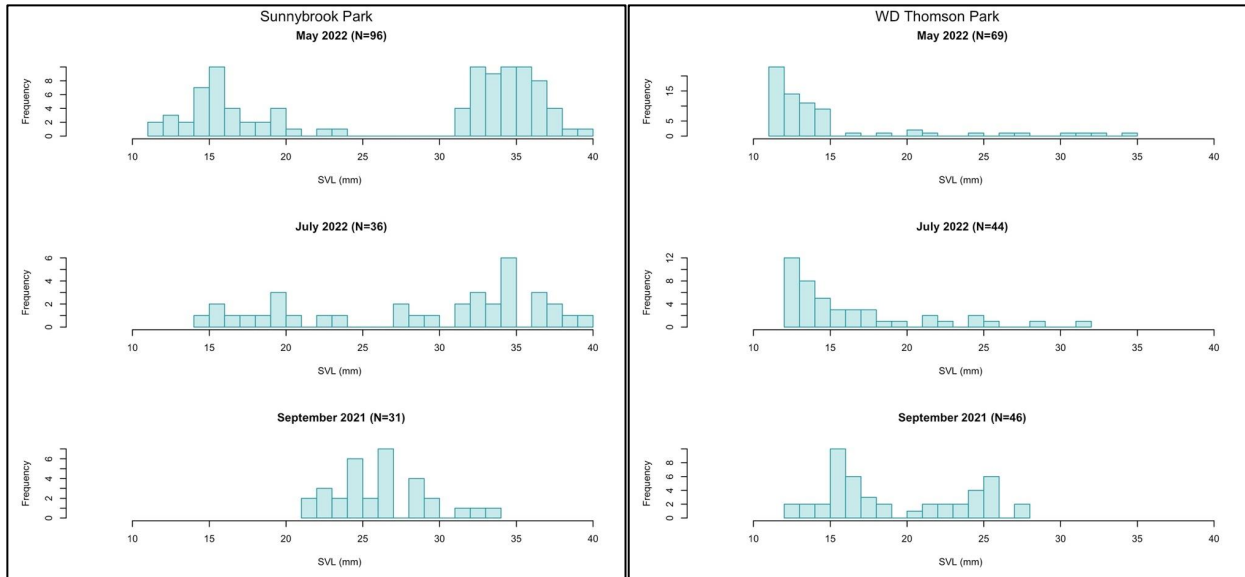 Sunnybrook Park
May 2022 (N=96)
Frequency
0 2 4 6 8
10 15 20 25 30 35 40
SVL (mm)
July 2022 (N=36)
Frequency
0 2 4 6
10 15 20 25 30 35 40
SVL (mm)
September 2021 (N=31)
Frequency
0 2 4 6
10 15 20 25 30 35 40
SVL (mm)
WD Thomson Park
May 2022 (N=69)
Frequency
0 5 15
10 15 20 25 30 35 40
SVL (mm)
July 2022 (N=44)
Frequency
0 4 8 12
10 15 20 25 30 35 40
SVL (mm)
September 2021 (N=46)
Frequency
0 2 4 6 8
10 15 20 25 30 35 40
SVL (mm)